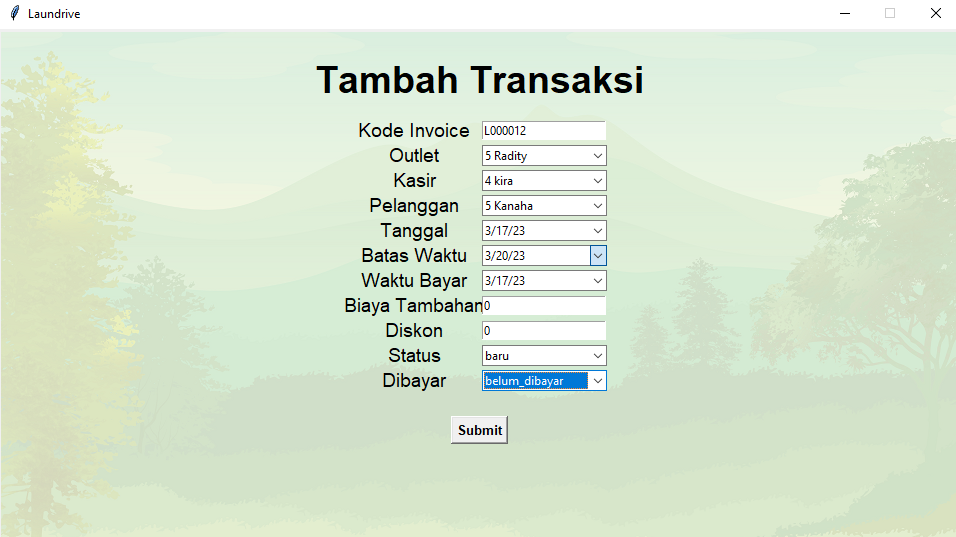 Laundrive
Tambah Transaksi
Kode Invoice L000012
Outlet 5 Radity
Kasir 4 kira
Pelanggan 5 Kanaha
Tanggal 3/17/23
Batas Waktu 3/20/23
Waktu Bayar 3/17/23
Biaya Tambahan 0
Diskon 0
Status baru
Dibayar belum_dibayar
Submit